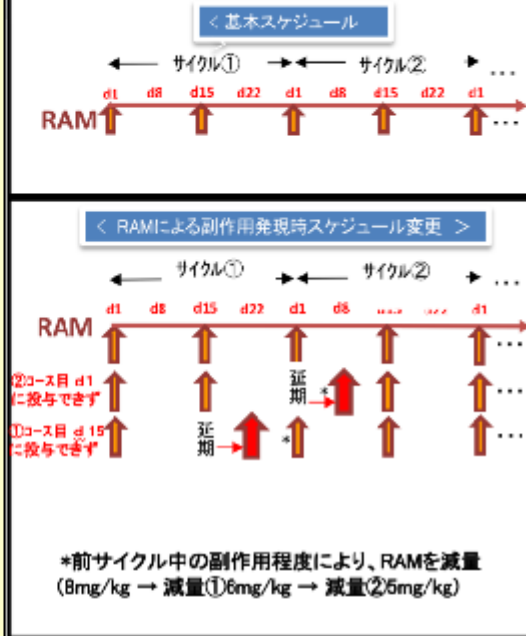 < 基本スケジュール
サイクル① サイクル② …
d1 d8 d15 d22 d1 d8 d15 d22 d1
RAM …
< RAMによる副作用発現時スケジュール変更 >
サイクル① サイクル② …
d1 d8 d15 d22 d1 d8 d1
RAM …
②コース目 d1
に投与できず
延期 * …
①コース目 d 15
に投与できず
延期 * …
*前サイクル中の副作用程度により、RAMを減量
(8mg/kg → 減量①6mg/kg → 減量②5mg/kg)